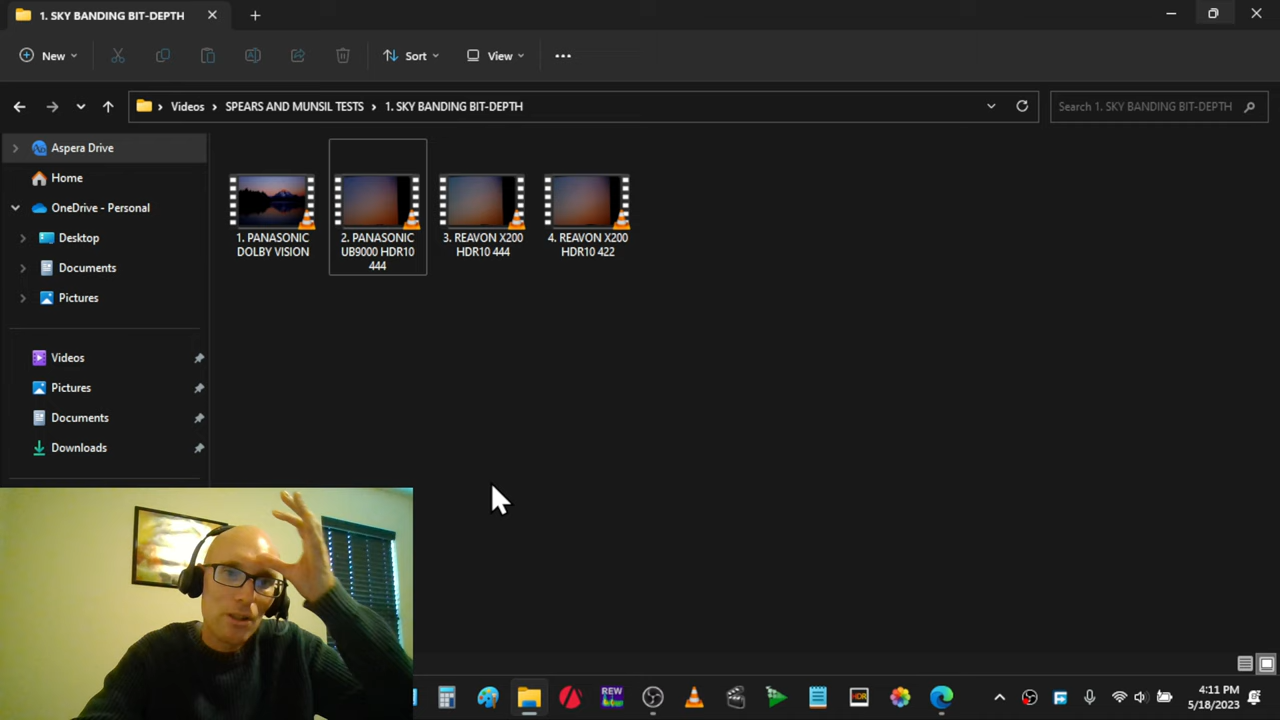 1. SKY BANDING BIT-DEPTH
New
Sort
View
Videos > SPEARS AND MUNSIL TESTS > 1. SKY BANDING BIT-DEPTH
Search 1. SKY BANDING BIT-DEPTH
Aspera Drive
Home
OneDrive - Personal
Desktop
Documents
Pictures
Videos
Pictures
Documents
Downloads
1. PANASONIC
DOLBY VISION
2. PANASONIC
UB9000 HDR10
444
3. REAVON X200
HDR10 444
4. REAVON X200
HDR10 422
REW
HDR
4:11 PM
5/18/2023